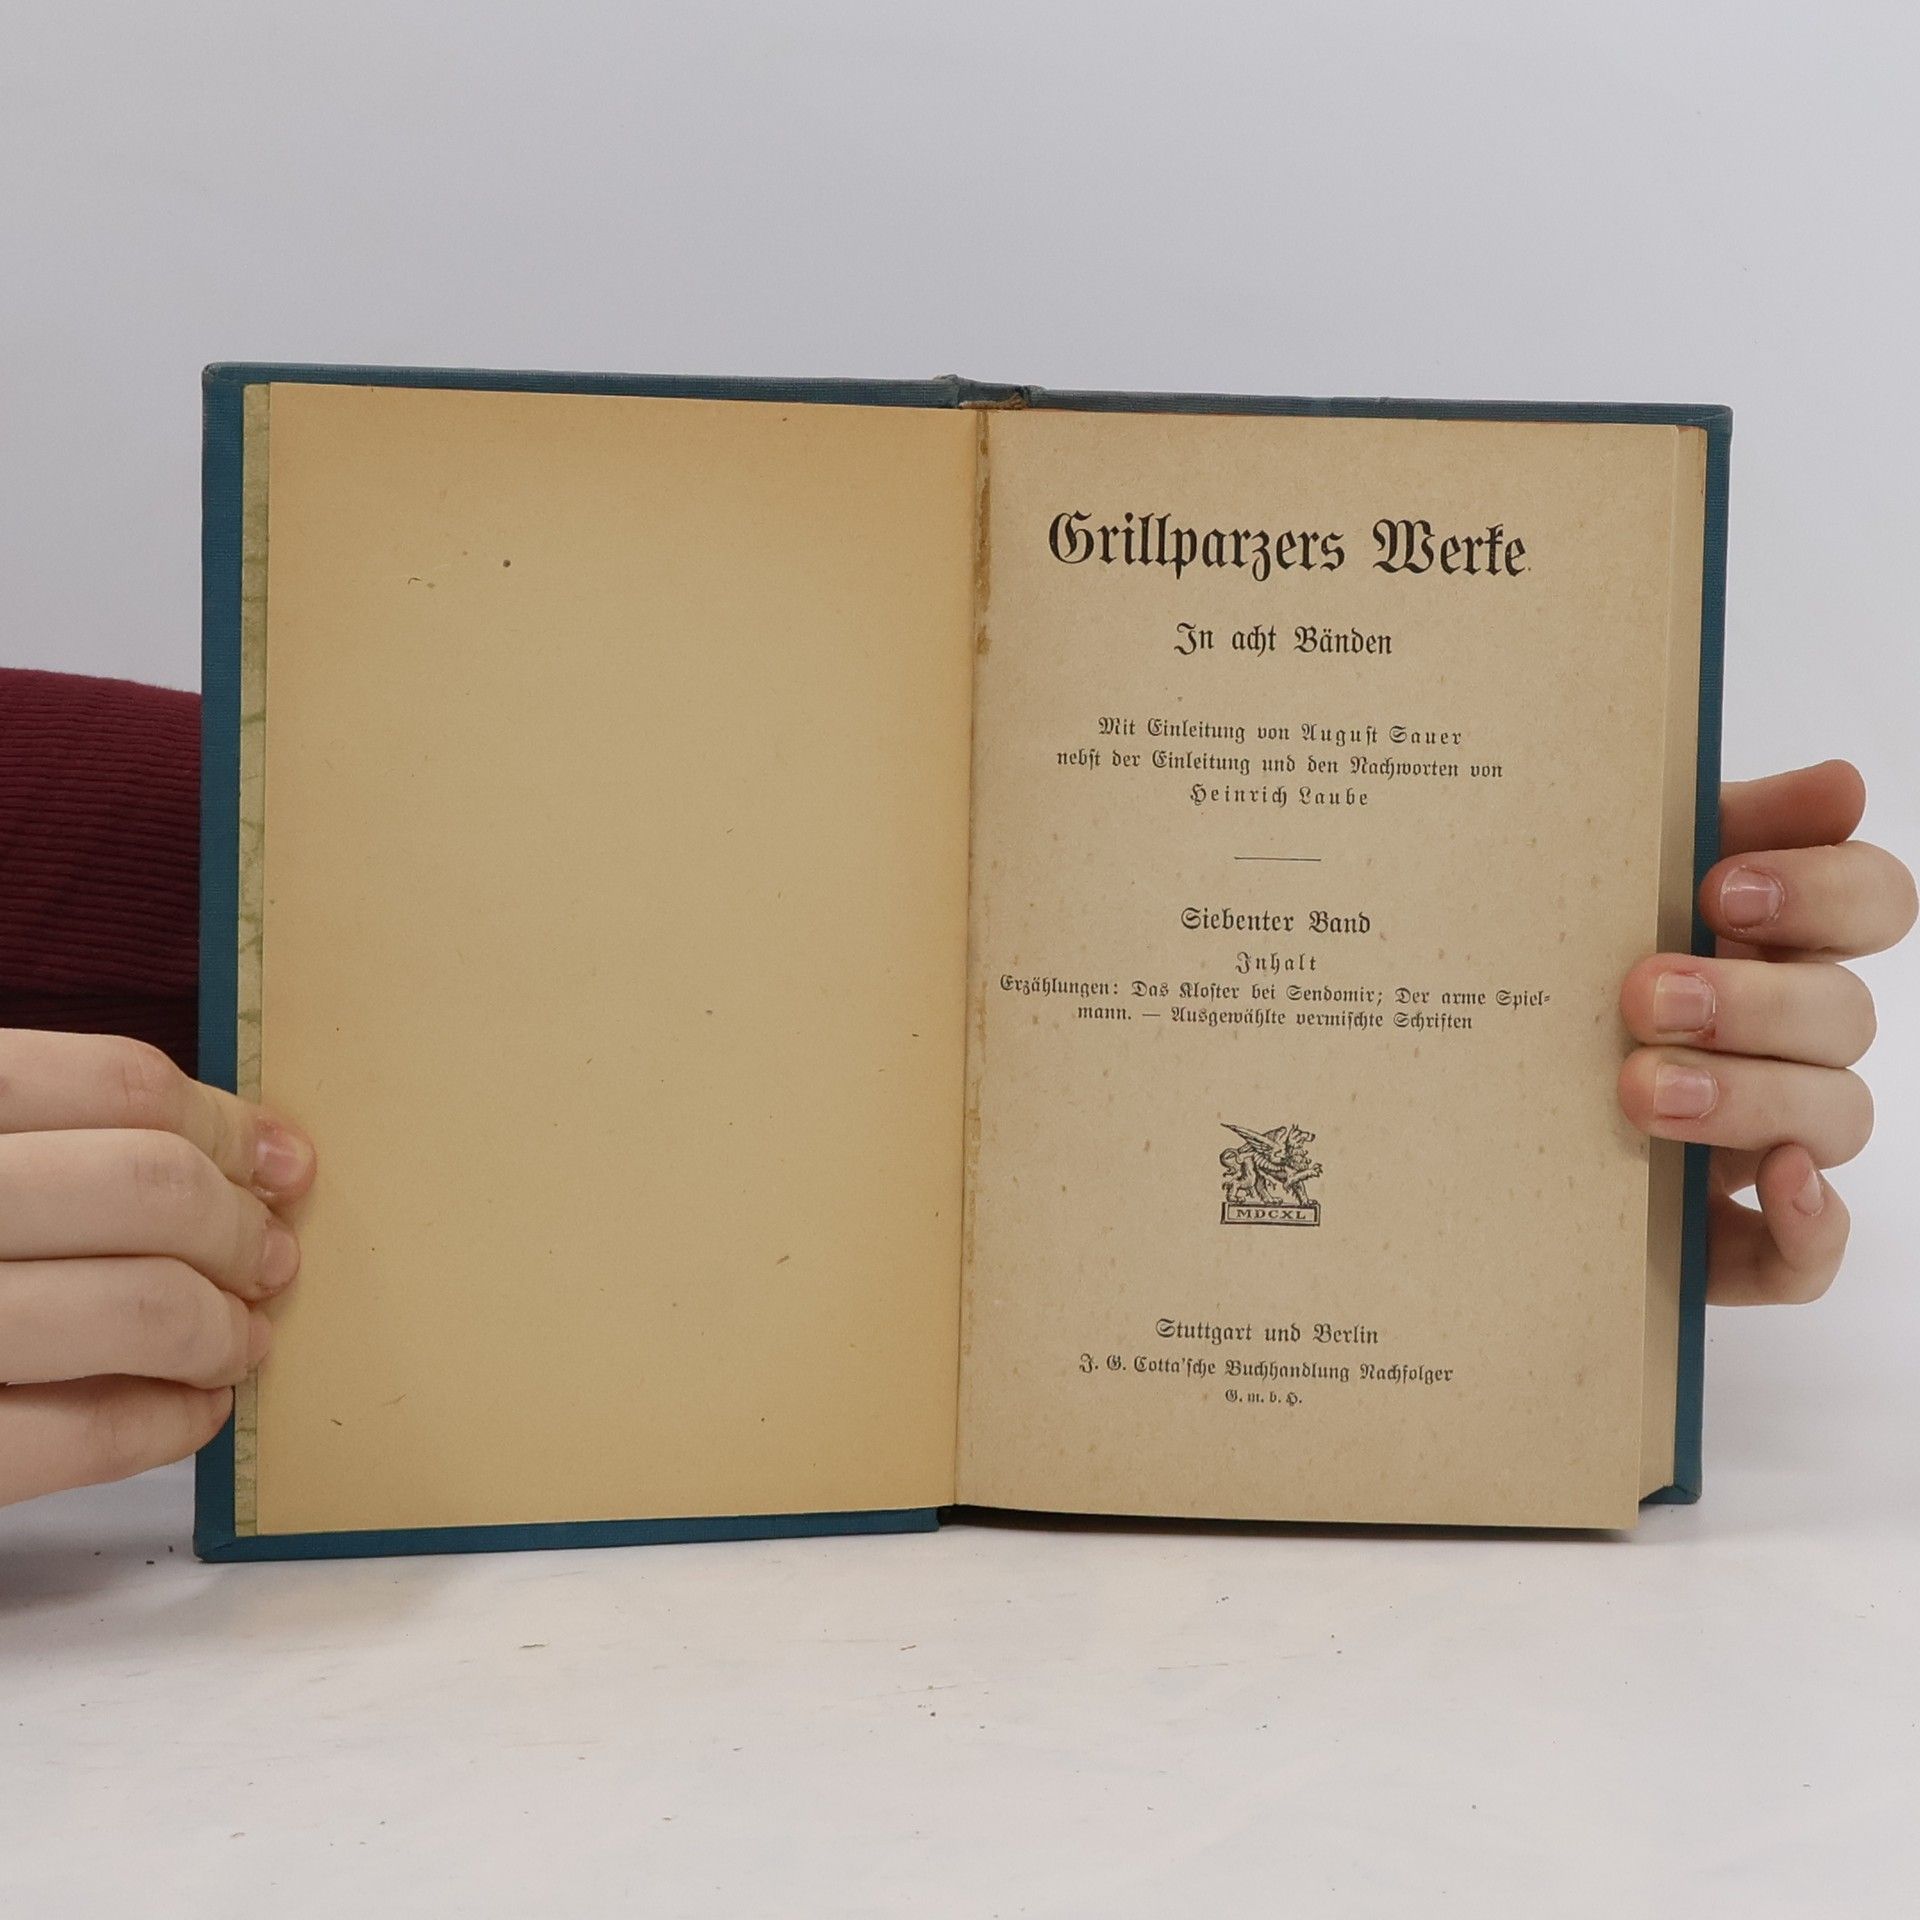 Grillparzers Werke
In acht Bänden
Mit Einleitung von August Sauer
nebst der Einleitung und den Nachworten von
Heinrich Laube
Siebenter Band
Inhalt
Erzählungen: Das Kloster bei Sendomir; Der arme Spiel-
mann. — Ausgewählte vermischte Schriften
MDCXL
Stuttgart und Berlin
J. G. Cotta'sche Buchhandlung Nachfolger
G. m. b. H.